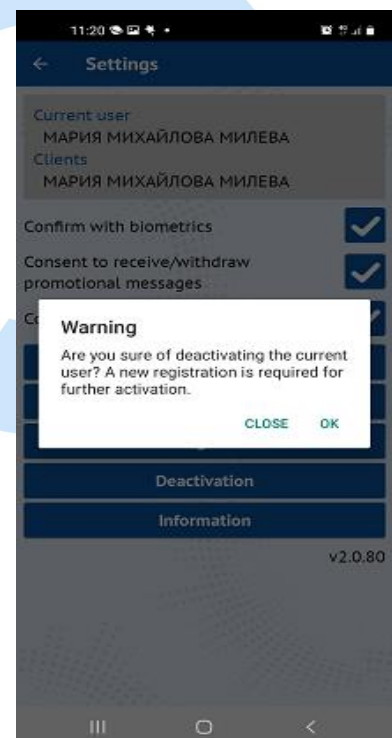 11:20
Settings
Current user
МАРИЯ МИХАЙЛОВА МИЛЕВА
Clients
МАРИЯ МИХАЙЛОВА МИЛЕВА
Confirm with biometrics
Consent to receive/withdraw
promotional messages
Warning
Are you sure of deactivating the current
user? A new registration is required for
further activation.
CLOSE OK
Deactivation
Information
v2.0.80